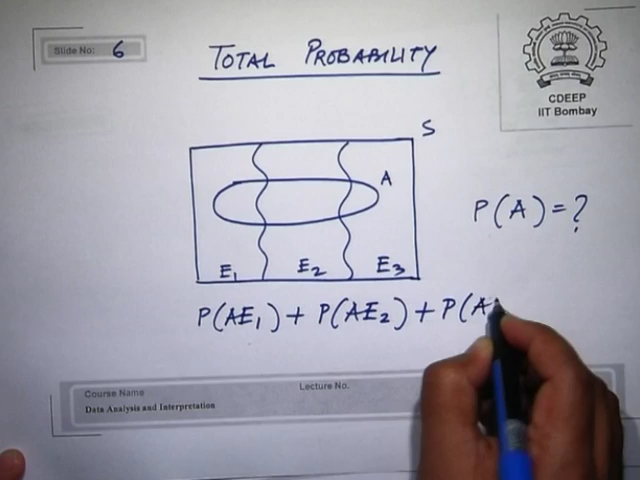 Slide No: 6
TOTAL PROBABILITY
CDEEP
IIT Bombay
S
A
E₁ E₂ E₃
P(A) = ?
P(AE₁) + P(AE₂) + P(A
Course Name
Lecture No.
Data Analysis and Interpretation